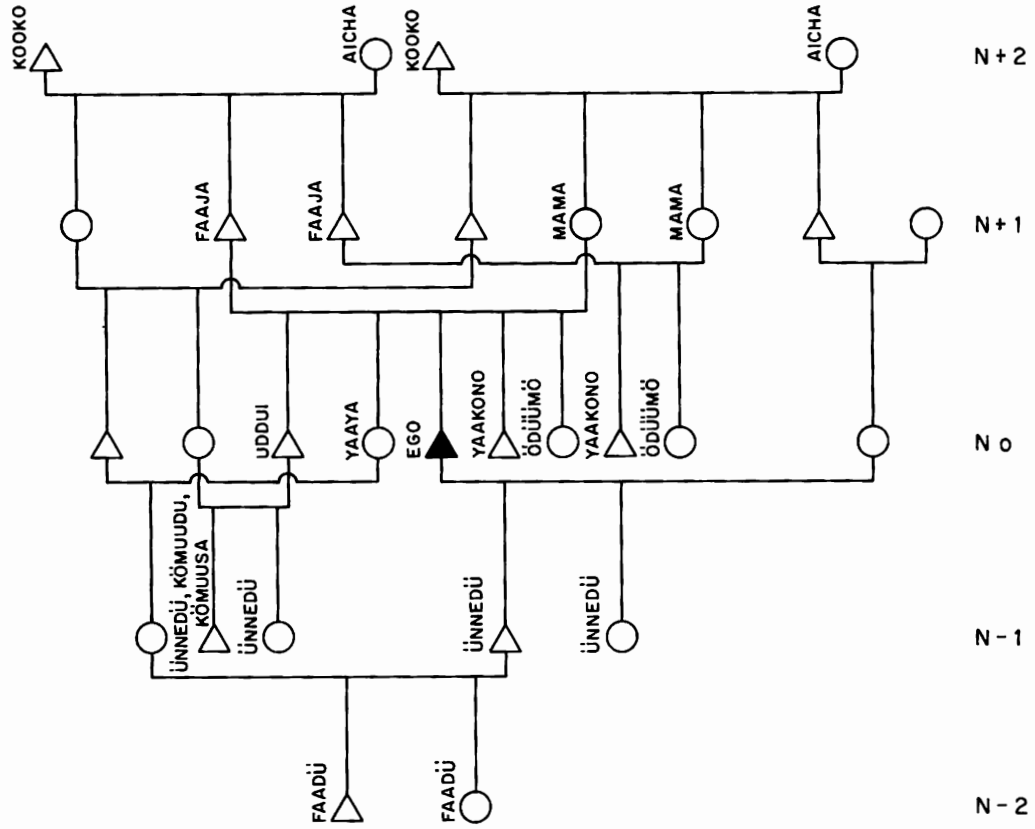 KOOKO
AICHA
KOOKO
AICHA
N+2
FAAJA
FAAJA
MAMA
MAMA
N+1
UDDUI
YAAYA
EGO
YAAKONO
ÖDÜÜMÖ
YAAKONO
ÖDÜÜMÖ
No
ÜNNEDÜ, KÖMUUDU,
KÖMUUSA
ÜNNEDÜ
ÜNNEDÜ
ÜNNEDÜ
N-1
FAADÜ
FAADÜ
N-2